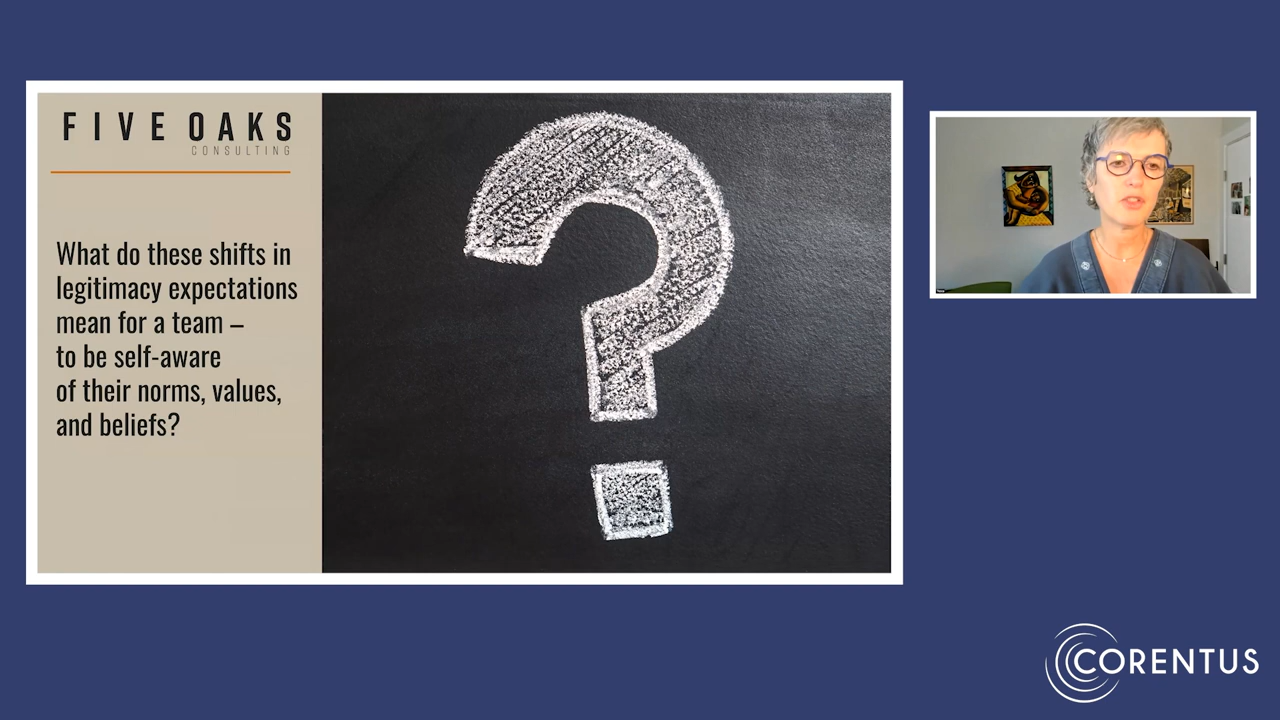 FIVE OAKS
CONSULTING
What do these shifts in
legitimacy expectations
mean for a team –
to be self-aware
of their norms, values,
and beliefs?
CORENTUS